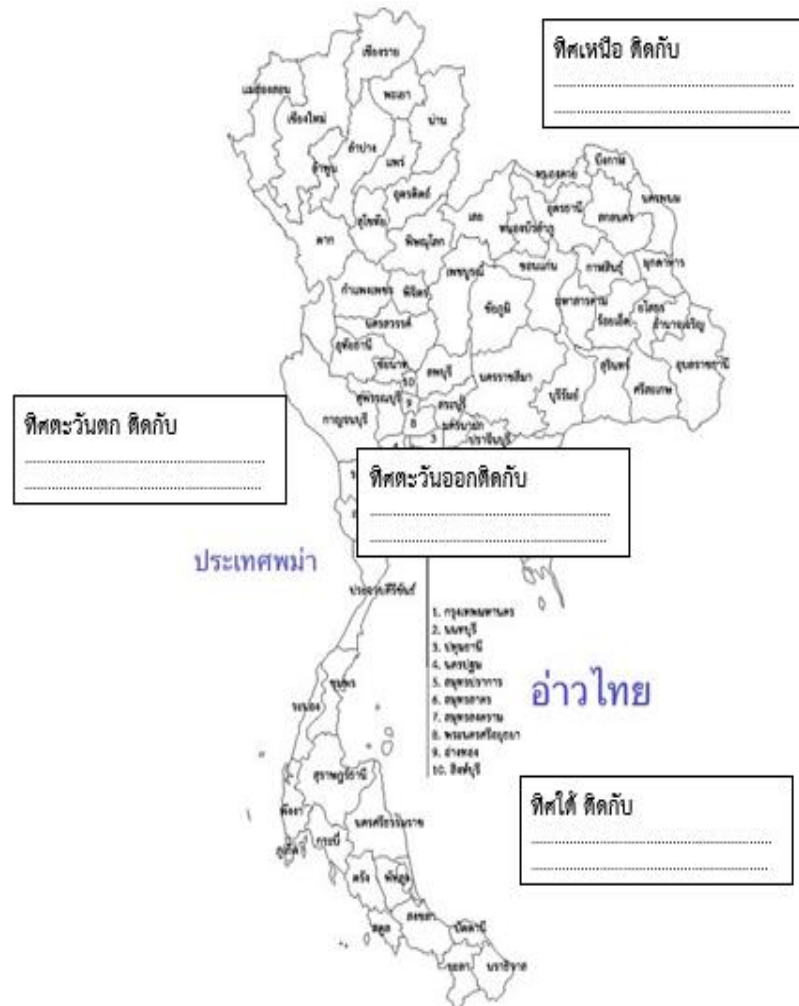 ทิศเหนือ ติดกับ
เชียงราย
แม่ฮ่องสอน
พะเยา
เชียงใหม่
น่าน
ลำปาง
แพร่
ลำพูน
บึงกาฬ
หนองคาย
อุตรดิตถ์
เลย
อุดรธานี
นครพนม
สกลนคร
หนองบัวลำภู
สุโขทัย
ตาก
พิษณุโลก
เพชรบูรณ์
ขอนแก่น
กาฬสินธุ์
มุกดาหาร
กำแพงเพชร
พิจิตร
ชัยภูมิ
มหาสารคาม
ร้อยเอ็ด
ยโสธร
อำนาจเจริญ
นครสวรรค์
อุทัยธานี
ชัยนาท
ลพบุรี
นครราชสีมา
บุรีรัมย์
สุรินทร์
ศรีสะเกษ
อุบลราชธานี
10
สุพรรณบุรี
9
สระบุรี
กาญจนบุรี
8
นครนายก
3
ปราจีนบุรี
ทิศตะวันตก ติดกับ
ทิศตะวันออกติดกับ
ประเทศพม่า
ประจวบคีรีขันธ์
1. กรุงเทพมหานคร
2. นนทบุรี
3. ปทุมธานี
4. นครปฐม
5. สมุทรปราการ
6. สมุทรสาคร
7. สมุทรสงคราม
8. พระนครศรีอยุธยา
9. อ่างทอง
10. สิงห์บุรี
อ่าวไทย
ชุมพร
ระนอง
สุราษฎร์ธานี
พังงา
นครศรีธรรมราช
ภูเก็ต
กระบี่
ทิศใต้ ติดกับ
ตรัง
พัทลุง
สตูล
สงขลา
ปัตตานี
ยะลา
นราธิวาส